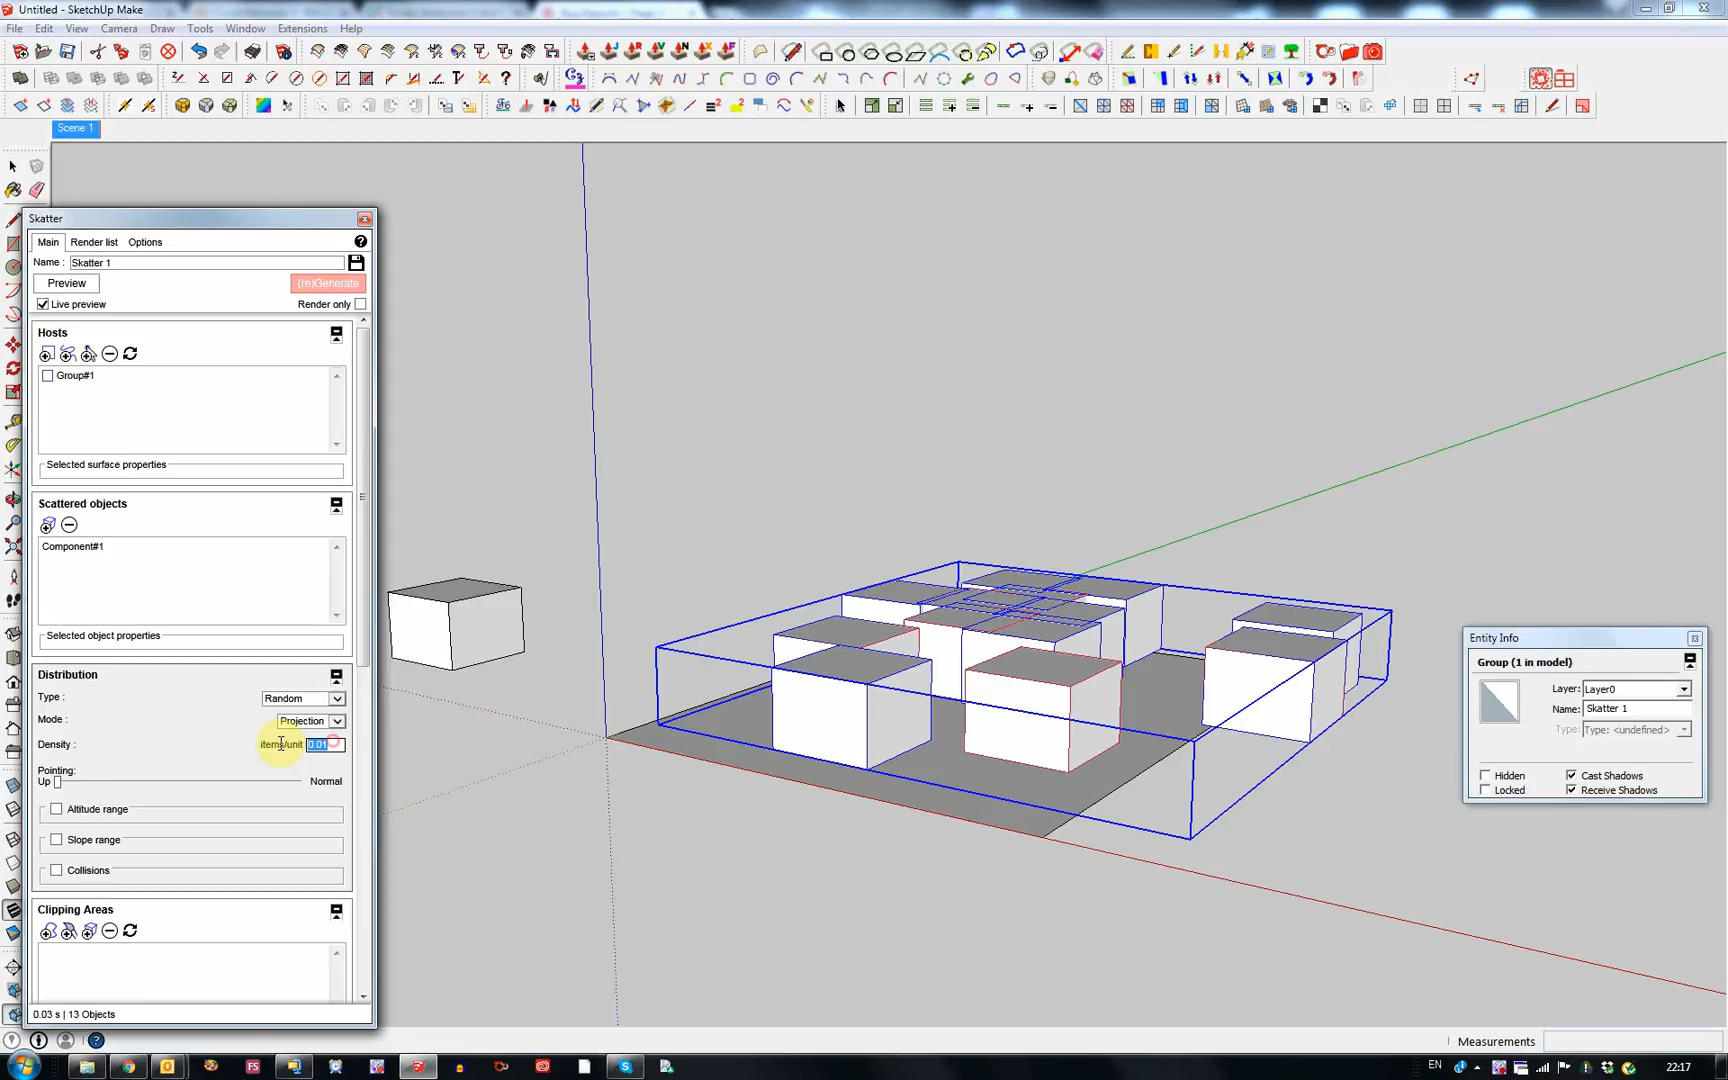 Untitled - SketchUp Make
File Edit View Camera Draw Tools Window Extensions Help
Scene 1
Skatter
Main Render list Options
Name : Skatter 1
Preview (re)Generate
Live preview Render only
Hosts
Group#1
Selected surface properties
Scattered objects
Component#1
Selected object properties
Distribution
Type : Random
Mode : Projection
Density : items/unit 0.01
Pointing:
Up Normal
Altitude range
Slope range
Collisions
Clipping Areas
0.03 s | 13 Objects
Entity Info
Group (1 in model)
Layer: Layer0
Name: Skatter 1
Type: Type: <undefined>
Hidden Cast Shadows
Locked Receive Shadows
Measurements
FS
EN
22:17